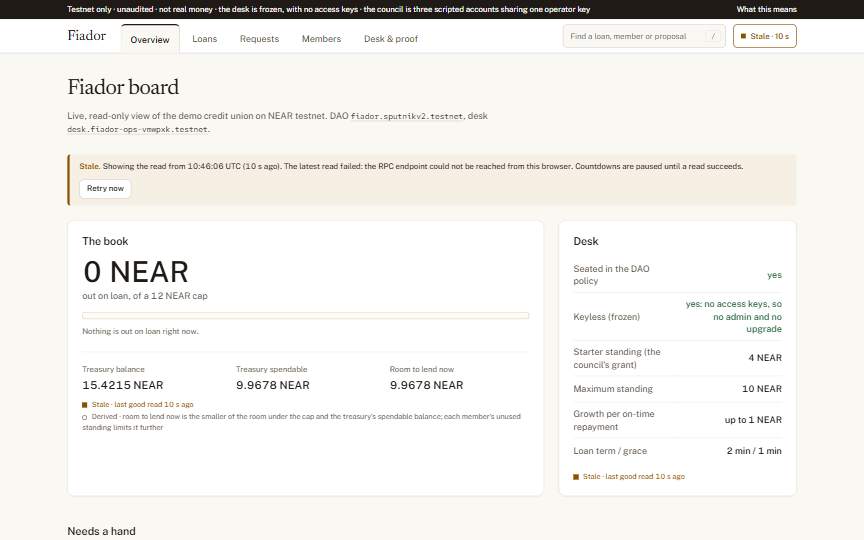 Testnet only · unaudited · not real money · the desk is frozen, with no access keys · the council is three scripted accounts sharing one operator key
What this means
Fiador
Overview
Loans
Requests
Members
Desk & proof
Find a loan, member or proposal
/
Stale · 10 s
Fiador board
Live, read-only view of the demo credit union on NEAR testnet. DAO fiador.sputnikv2.testnet, desk
desk.fiador-ops-vmwpxk.testnet.
Stale. Showing the read from 10:46:06 UTC (10 s ago). The latest read failed: the RPC endpoint could not be reached from this browser. Countdowns are paused until a read succeeds.
Retry now
The book
0 NEAR
out on loan, of a 12 NEAR cap
Nothing is out on loan right now.
Treasury balance
Treasury spendable
Room to lend now
15.4215 NEAR
9.9678 NEAR
9.9678 NEAR
Stale · last good read 10 s ago
Derived · room to lend now is the smaller of the room under the cap and the treasury's spendable balance; each member's unused
standing limits it further
Desk
Seated in the DAO
policy
yes
Keyless (frozen)
yes: no access keys, so
no admin and no
upgrade
Starter standing (the
council's grant)
4 NEAR
Maximum standing
10 NEAR
Growth per on-time
repayment
up to 1 NEAR
Loan term / grace
2 min / 1 min
Stale · last good read 10 s ago
Needs a hand